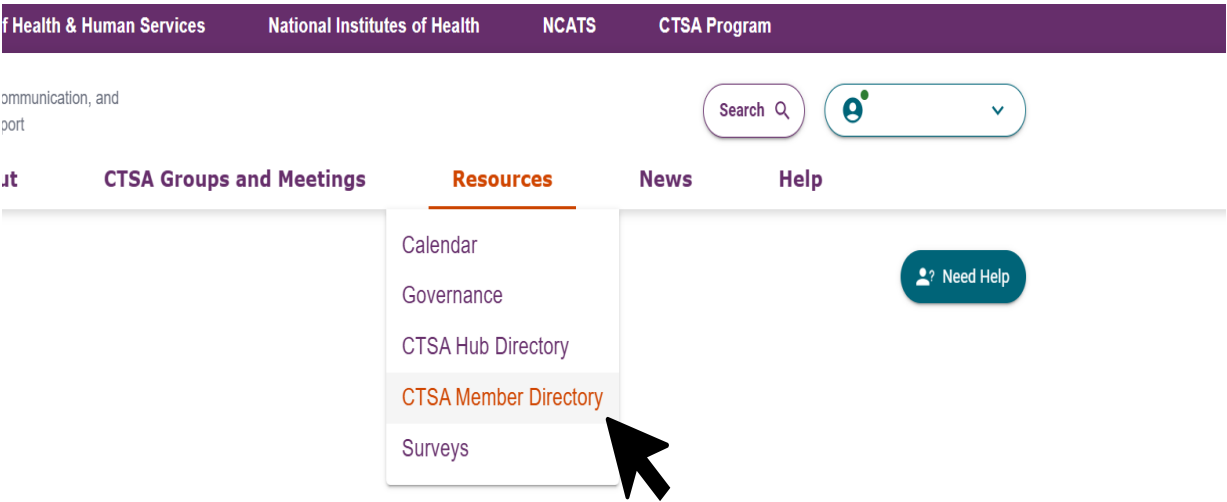 f Health & Human Services National Institutes of Health NCATS CTSA Program
ommunication, and
port
Search
ut CTSA Groups and Meetings Resources News Help
Calendar
Governance
CTSA Hub Directory
CTSA Member Directory
Surveys
? Need Help